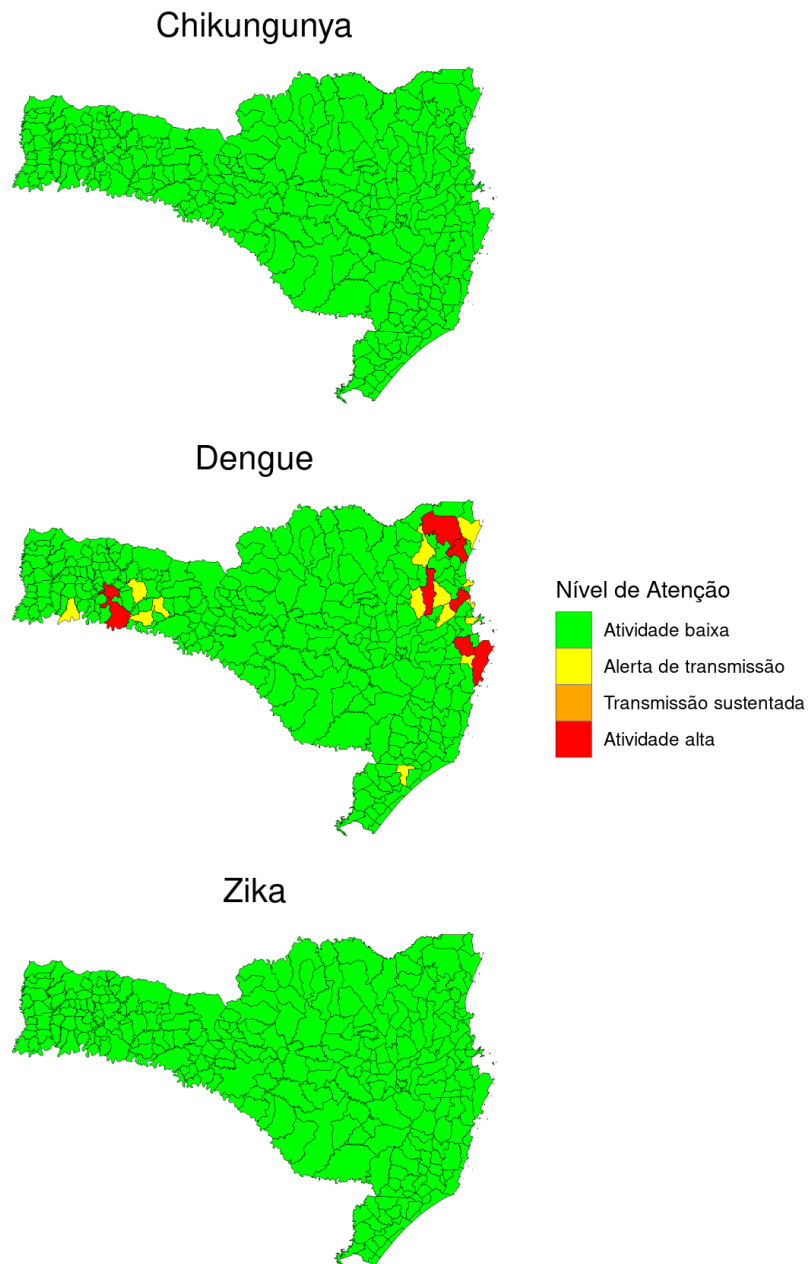 Chikungunya
Dengue
Nível de Atenção
Atividade baixa
Alerta de transmissão
Transmissão sustentada
Atividade alta
Zika